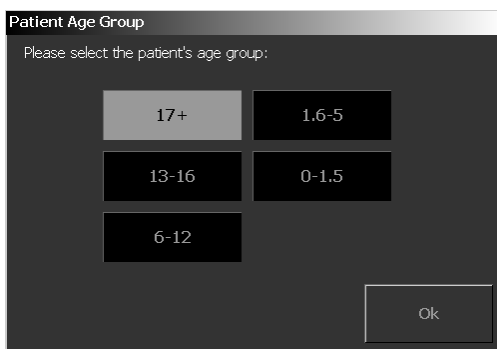 Patient Age Group
Please select the patient's age group:
17+
1.6-5
13-16
0-1.5
6-12
Ok